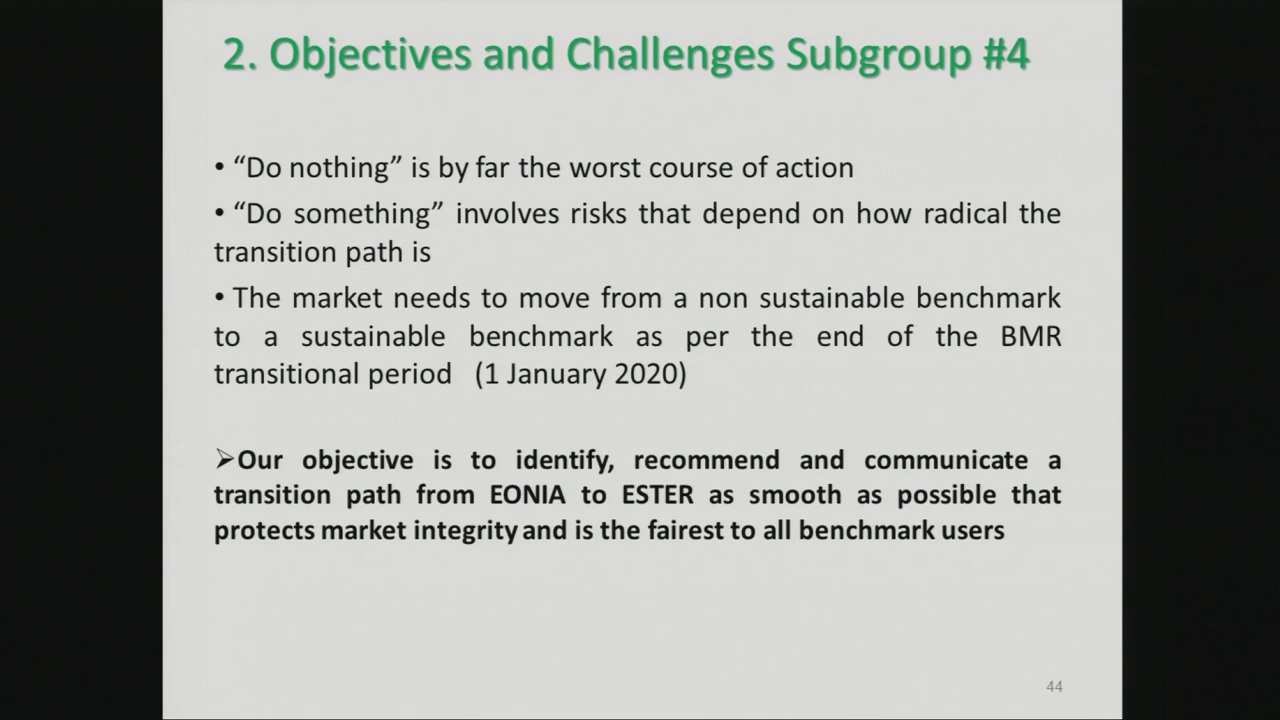 2. Objectives and Challenges Subgroup #4
• “Do nothing” is by far the worst course of action
• “Do something” involves risks that depend on how radical the
transition path is
• The market needs to move from a non sustainable benchmark
to a sustainable benchmark as per the end of the BMR
transitional period (1 January 2020)
➢Our objective is to identify, recommend and communicate a
transition path from EONIA to ESTER as smooth as possible that
protects market integrity and is the fairest to all benchmark users
44